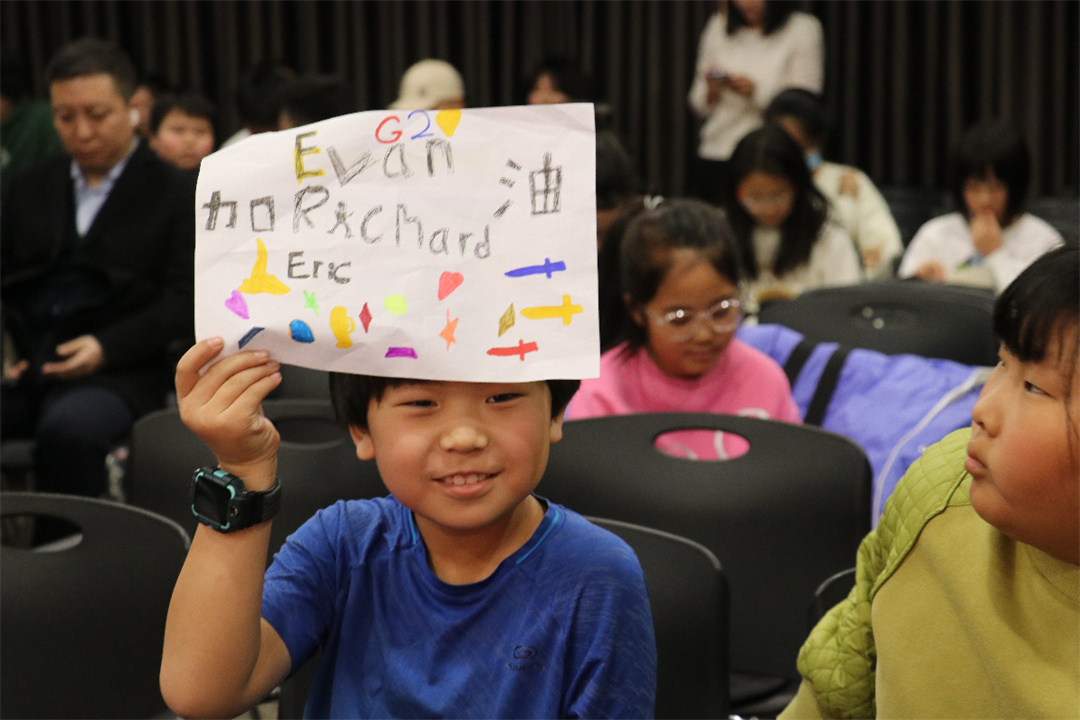 G2
Evan
加 Richard 油
Eric